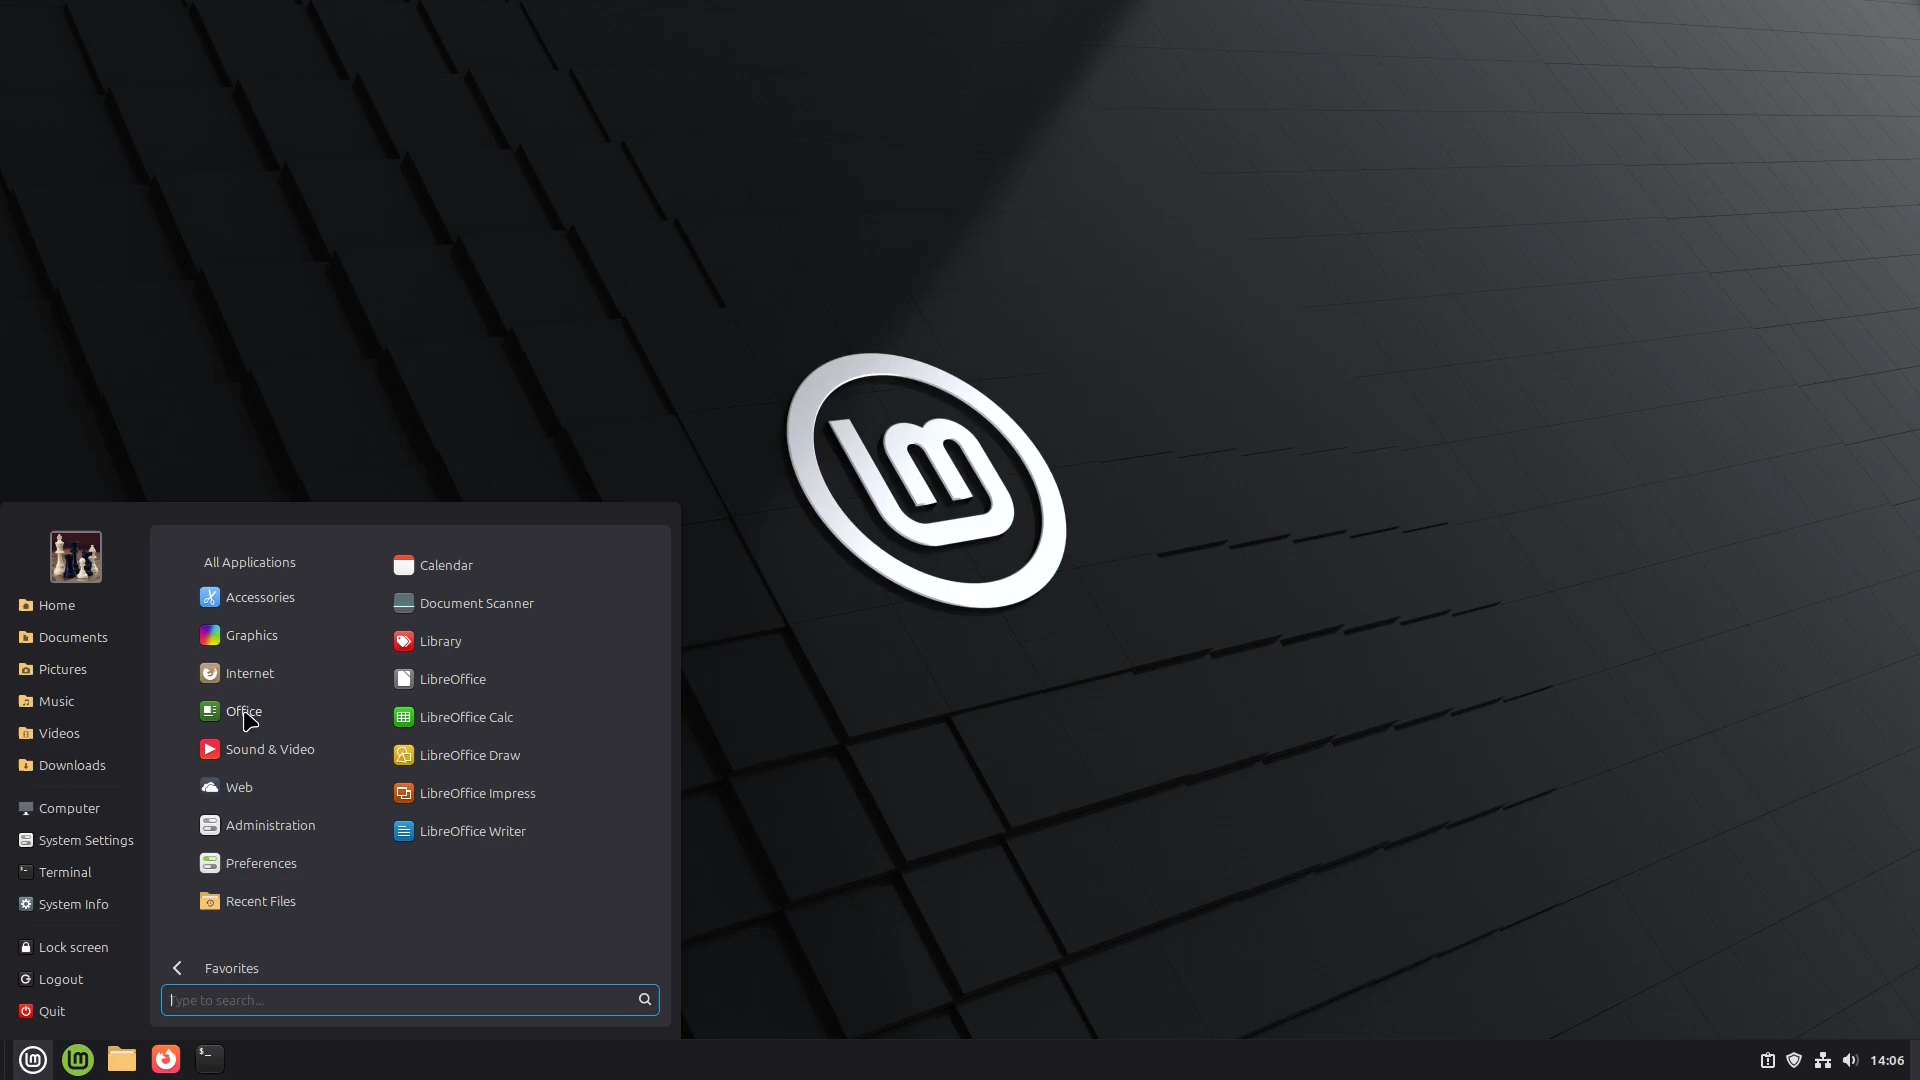 Home
Documents
Pictures
Music
Videos
Downloads
Computer
System Settings
Terminal
System Info
Lock screen
Logout
Quit
All Applications
Accessories
Graphics
Internet
Office
Sound & Video
Web
Administration
Preferences
Recent Files
Calendar
Document Scanner
Library
LibreOffice
LibreOffice Calc
LibreOffice Draw
LibreOffice Impress
LibreOffice Writer
Favorites
Type to search...
14:06